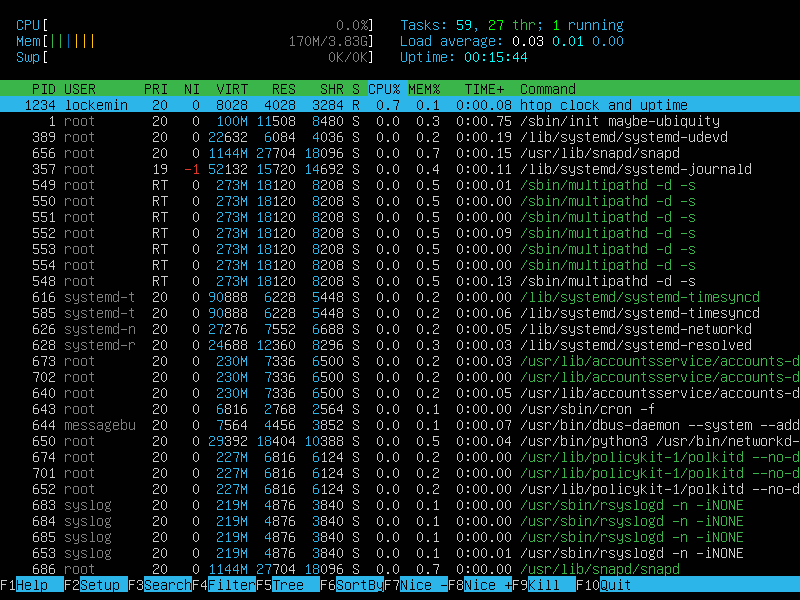 CPU[ 0.0%] Tasks: 59, 27 thr; 1 running
Mem[|||||| 170M/3.83G] Load average: 0.03 0.01 0.00
Swp[ 0K/0K] Uptime: 00:15:44
PID USER PRI NI VIRT RES SHR S CPU% MEM% TIME+ Command
1234 lockemin 20 0 8028 4028 3284 R 0.7 0.1 0:00.08 htop clock and uptime
1 root 20 0 100M 11508 8480 S 0.0 0.3 0:00.75 /sbin/init maybe-ubiquity
389 root 20 0 22632 6084 4036 S 0.0 0.2 0:00.19 /lib/systemd/systemd-udevd
656 root 20 0 1144M 27704 18096 S 0.0 0.7 0:00.15 /usr/lib/snapd/snapd
357 root 19 -1 52132 15720 14692 S 0.0 0.4 0:00.11 /lib/systemd/systemd-journald
549 root RT 0 273M 18120 8208 S 0.0 0.5 0:00.01 /sbin/multipathd -d -s
550 root RT 0 273M 18120 8208 S 0.0 0.5 0:00.00 /sbin/multipathd -d -s
551 root RT 0 273M 18120 8208 S 0.0 0.5 0:00.00 /sbin/multipathd -d -s
552 root RT 0 273M 18120 8208 S 0.0 0.5 0:00.09 /sbin/multipathd -d -s
553 root RT 0 273M 18120 8208 S 0.0 0.5 0:00.00 /sbin/multipathd -d -s
554 root RT 0 273M 18120 8208 S 0.0 0.5 0:00.00 /sbin/multipathd -d -s
548 root RT 0 273M 18120 8208 S 0.0 0.5 0:00.13 /sbin/multipathd -d -s
616 systemd-t 20 0 90888 6228 5448 S 0.0 0.2 0:00.00 /lib/systemd/systemd-timesyncd
585 systemd-t 20 0 90888 6228 5448 S 0.0 0.2 0:00.06 /lib/systemd/systemd-timesyncd
626 systemd-n 20 0 27276 7552 6688 S 0.0 0.2 0:00.05 /lib/systemd/systemd-networkd
628 systemd-r 20 0 24688 12360 8296 S 0.0 0.3 0:00.05 /lib/systemd/systemd-resolved
673 root 20 0 230M 7336 6500 S 0.0 0.2 0:00.03 /usr/lib/accountsservice/accounts-d
702 root 20 0 230M 7336 6500 S 0.0 0.2 0:00.00 /usr/lib/accountsservice/accounts-d
640 root 20 0 230M 7336 6500 S 0.0 0.2 0:00.05 /usr/lib/accountsservice/accounts-d
643 root 20 0 6816 2768 2564 S 0.0 0.1 0:00.00 /usr/sbin/cron -f
644 messagebu 20 0 7564 4456 3852 S 0.0 0.1 0:00.07 /usr/bin/dbus-daemon --system --add
650 root 20 0 29392 18404 10388 S 0.0 0.5 0:00.04 /usr/bin/python3 /usr/bin/networkd-
674 root 20 0 227M 6816 6124 S 0.0 0.2 0:00.00 /usr/lib/policykit-1/polkitd --no-d
701 root 20 0 227M 6816 6124 S 0.0 0.2 0:00.00 /usr/lib/policykit-1/polkitd --no-d
652 root 20 0 227M 6816 6124 S 0.0 0.2 0:00.00 /usr/lib/policykit-1/polkitd --no-d
683 syslog 20 0 219M 4876 3840 S 0.0 0.1 0:00.00 /usr/sbin/rsyslogd -n -iNONE
684 syslog 20 0 219M 4876 3840 S 0.0 0.1 0:00.00 /usr/sbin/rsyslogd -n -iNONE
685 syslog 20 0 219M 4876 3840 S 0.0 0.1 0:00.00 /usr/sbin/rsyslogd -n -iNONE
653 syslog 20 0 219M 4876 3840 S 0.0 0.1 0:00.01 /usr/sbin/rsyslogd -n -iNONE
686 root 20 0 1144M 27704 18096 S 0.0 0.7 0:00.00 /usr/lib/snapd/snapd
F1Help F2Setup F3SearchF4FilterF5Tree F6SortByF7Nice -F8Nice +F9Kill F10Quit